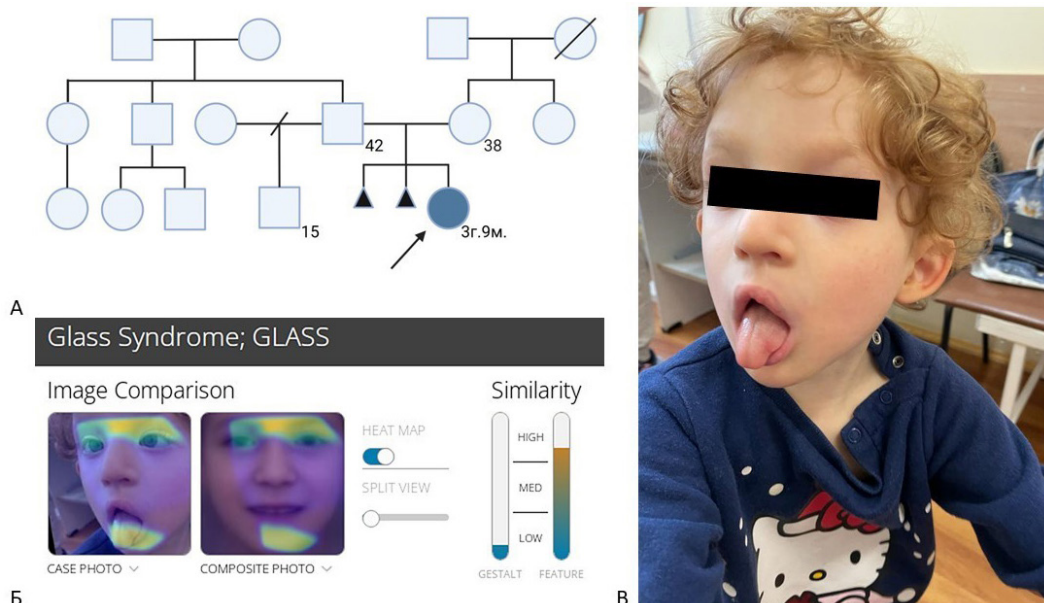 42
38
15
3г.9м.
А
Glass Syndrome; GLASS
Image Comparison
Similarity
HEAT MAP
SPLIT VIEW
HIGH
MED
LOW
CASE PHOTO
COMPOSITE PHOTO
GESTALT
FEATURE
Б
В